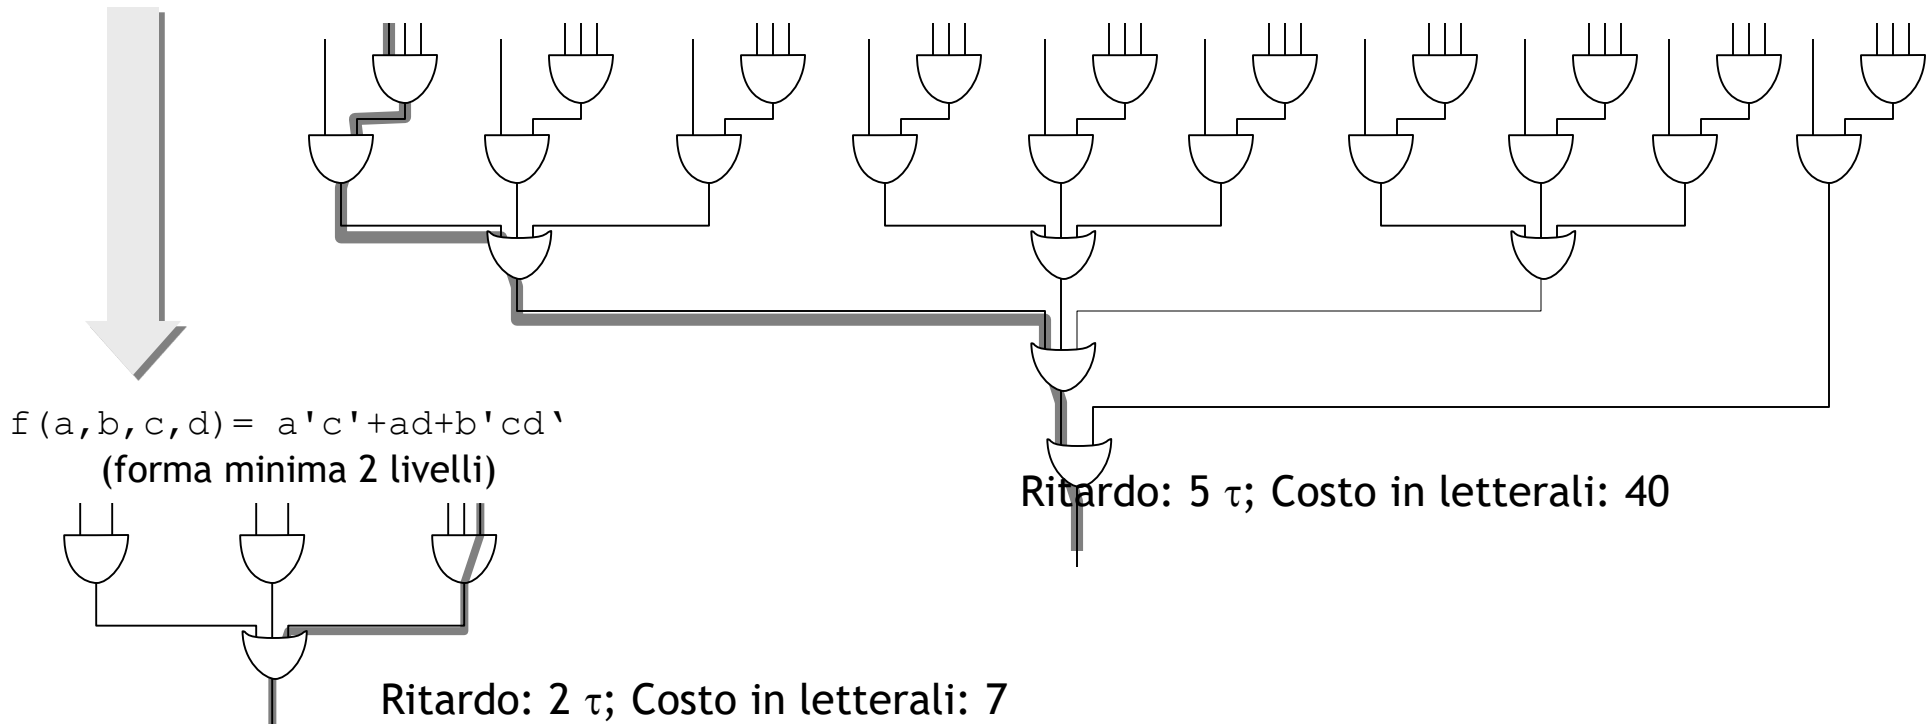 f(a,b,c,d)= a'c'+ad+b'cd‘
(forma minima 2 livelli)
Ritardo: 5 τ; Costo in letterali: 40
Ritardo: 2 τ; Costo in letterali: 7